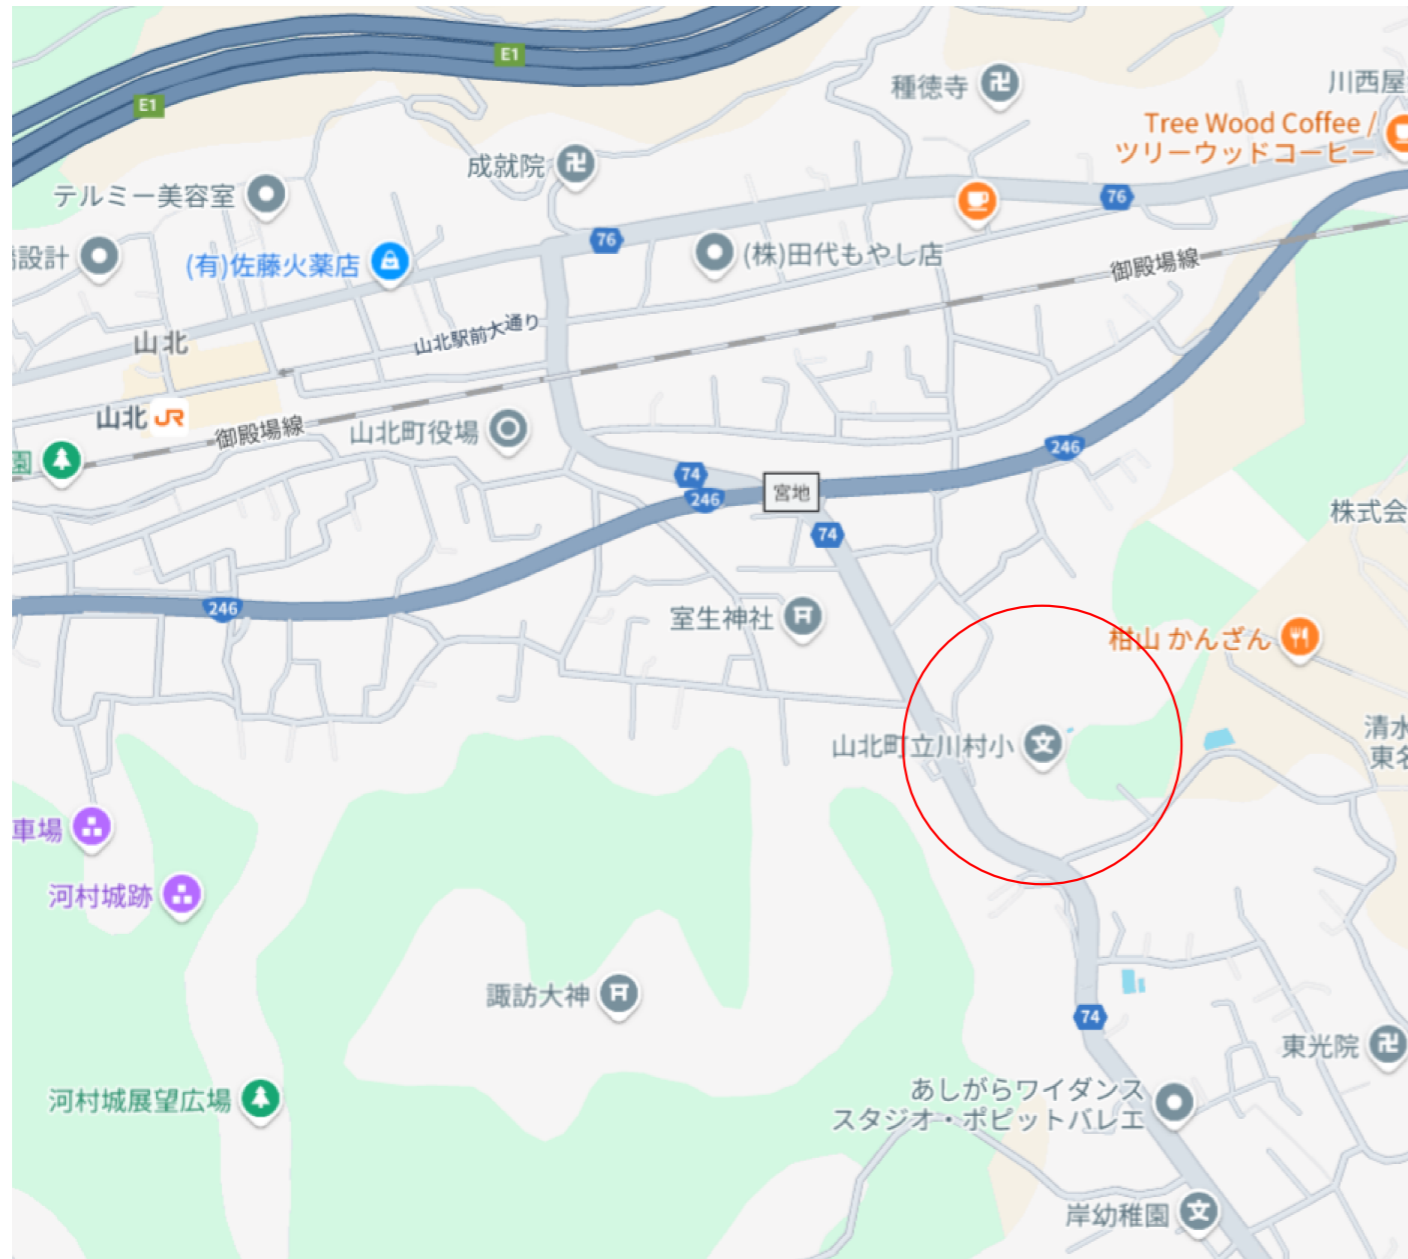 E1
E1
種徳寺
川西屋
Tree Wood Coffee /
ツリーウッドコーヒー
成就院
テルミー美容室
76
76
設計
(有)佐藤火薬店
(株)田代もやし店
御殿場線
山北駅前大通り
山北
山北
JR
御殿場線
山北町役場
園
246
74
246
宮地
株式会
74
246
室生神社
柑山 かんざん
山北町立川村小
清水
東名
車場
河村城跡
諏訪大神
74
東光院
河村城展望広場
あしがらワイダンス
スタジオ・ポピットバレエ
岸幼稚園